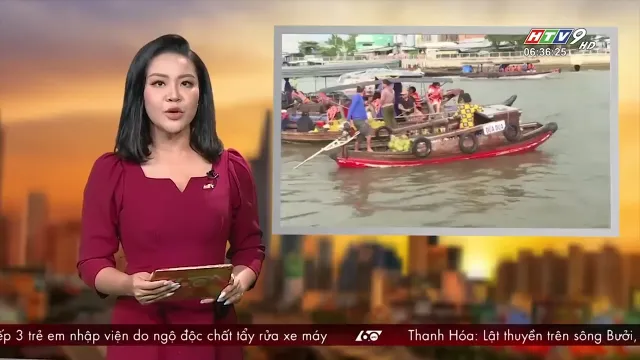 HTV9 HD
06:36:25
ếp 3 trẻ em nhập viện do ngộ độc chất tẩy rửa xe máy
Thanh Hóa: Lật thuyền trên sông Bưởi,